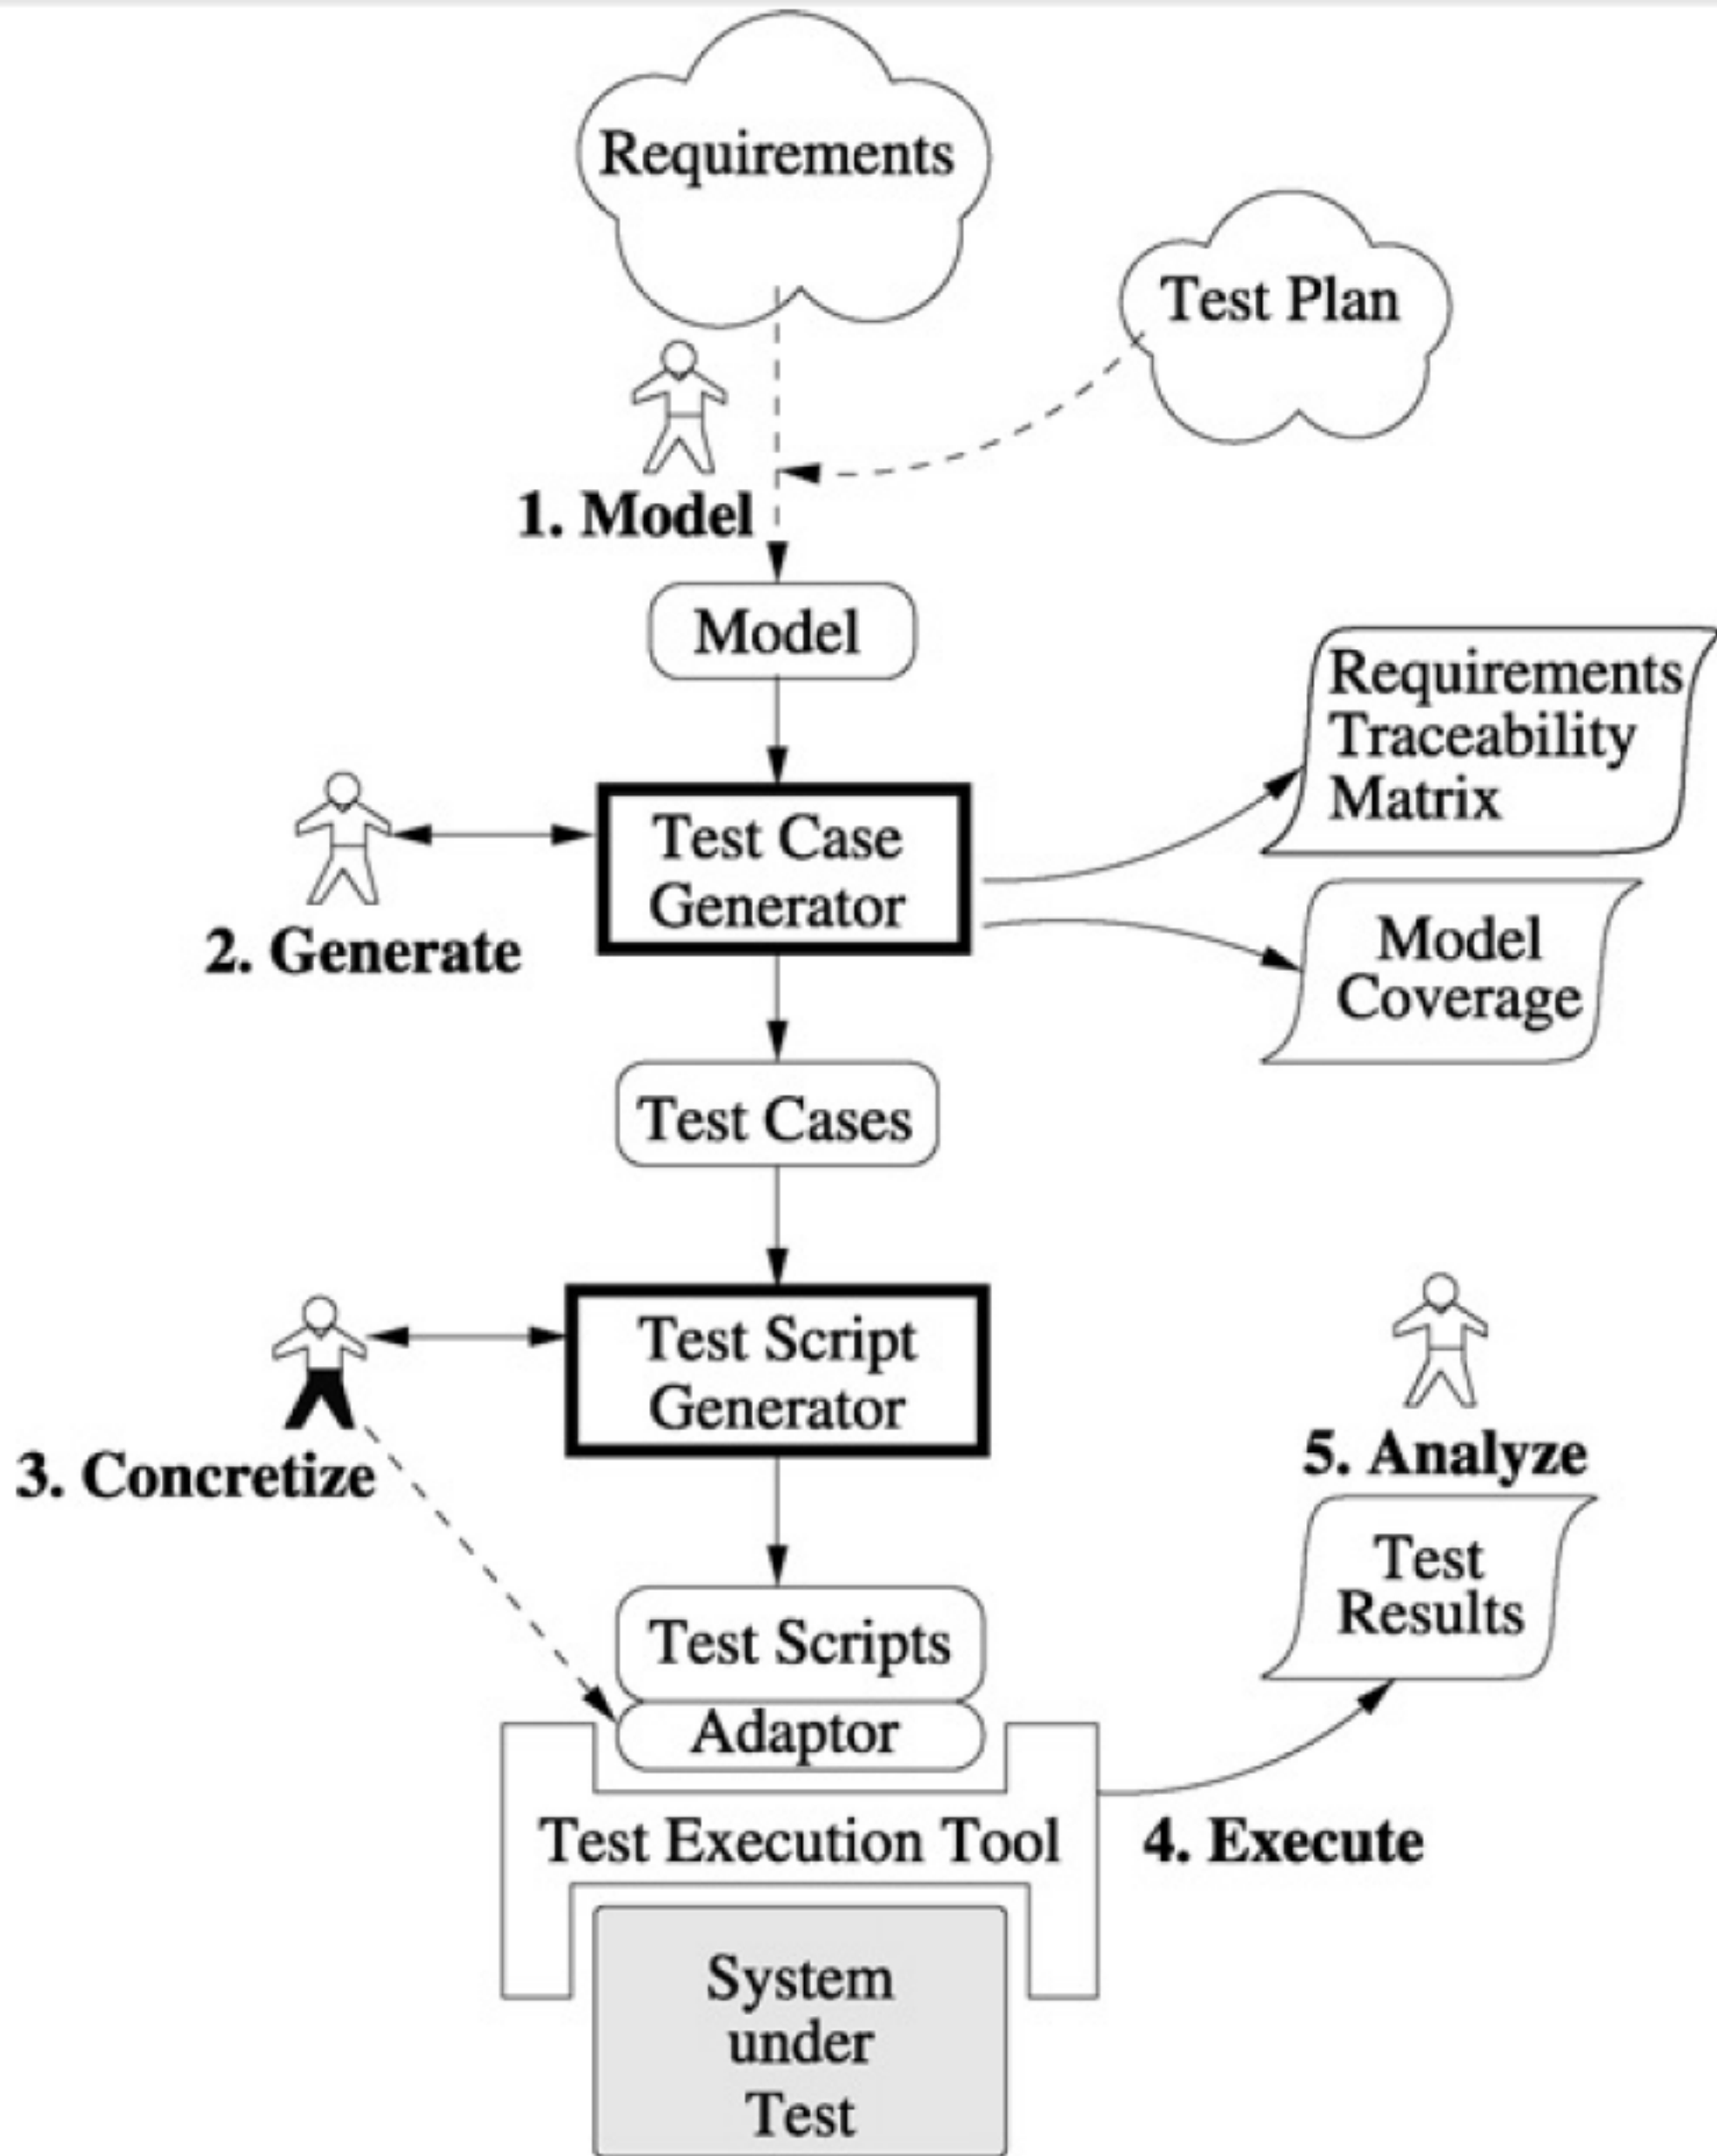 Requirements
Test Plan
1. Model
Model
Requirements
Traceability
Matrix
Test Case
Generator
2. Generate
Model
Coverage
Test Cases
Test Script
Generator
3. Concretize
5. Analyze
Test
Results
Test Scripts
Adaptor
Test Execution Tool
4. Execute
System
under
Test